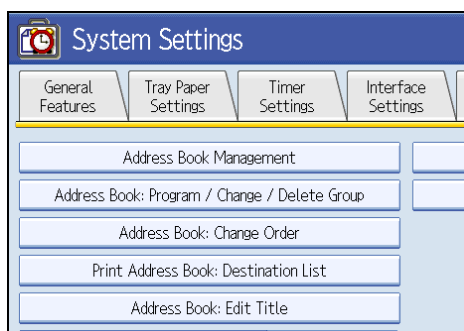 System Settings
General
Features
Tray Paper
Settings
Timer
Settings
Interface
Settings
Address Book Management
Address Book: Program / Change / Delete Group
Address Book: Change Order
Print Address Book: Destination List
Address Book: Edit Title